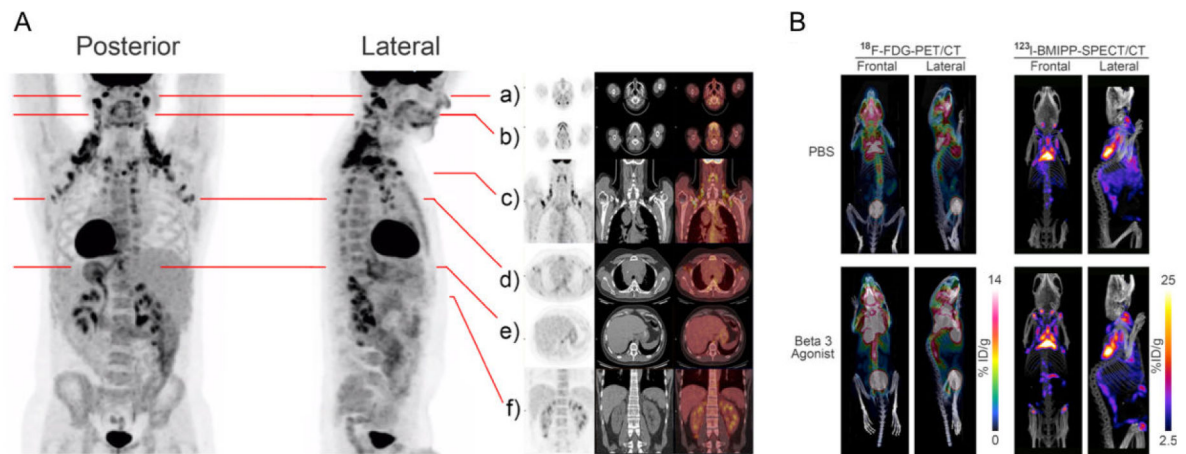 A
Posterior
Lateral
a)
b)
c)
d)
e)
f)
B
¹⁸F-FDG-PET/CT
¹²³I-BMIPP-SPECT/CT
Frontal
Lateral
Frontal
Lateral
PBS
Beta 3
Agonist
14
% ID/g
0
25
% ID/g
2.5